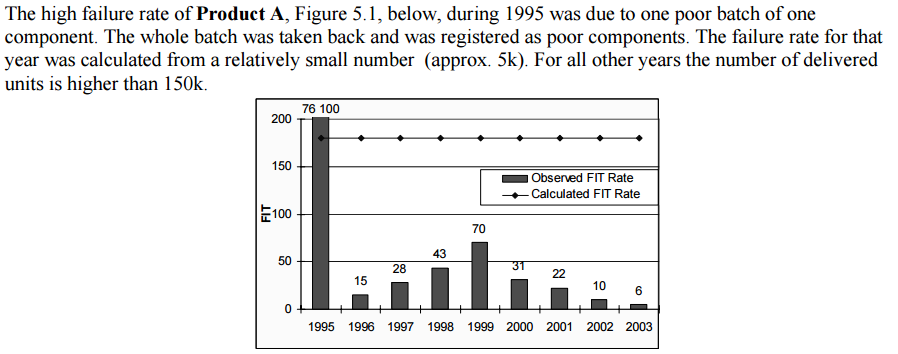 The high failure rate of Product A, Figure 5.1, below, during 1995 was due to one poor batch of one
component. The whole batch was taken back and was registered as poor components. The failure rate for that
year was calculated from a relatively small number (approx. 5k). For all other years the number of delivered
units is higher than 150k.
76 100
200
150
Observed FIT Rate
Calculated FIT Rate
FIT
100
70
50
43
28
31
22
15
10
6
0
1995 1996 1997 1998 1999 2000 2001 2002 2003